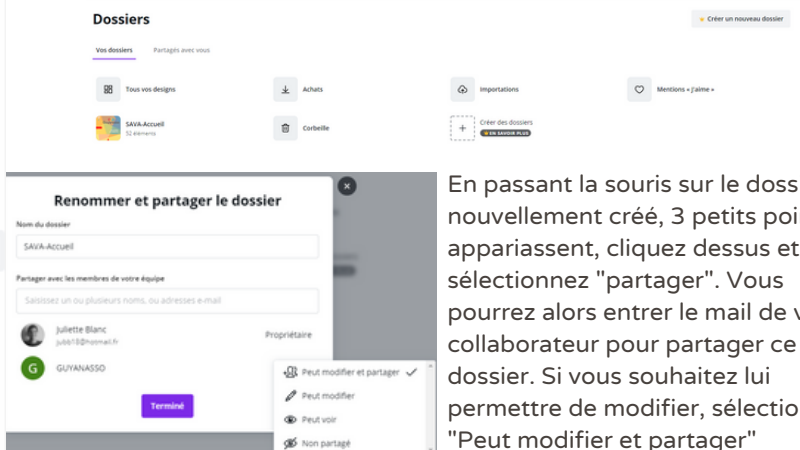 Dossiers
Créer un nouveau dossier
Vos dossiers Partagés avec vous
Tous vos designs Achats Importations Mentions « J'aime »
SAVA-Accueil Corbeille Créer des dossiers
52 éléments EN SAVOIR PLUS
Renommer et partager le dossier
Nom du dossier
SAVA-Accueil
Partager avec les membres de votre équipe
Saisissez un ou plusieurs noms, ou adresses e-mail
Juliette Blanc Propriétaire
jubb13@hotmail.fr
G GUYANASSO
Peut modifier et partager
Peut modifier
Peut voir
Non partagé
Terminé
En passant la souris sur le doss
nouvellement créé, 3 petits poi
appariassent, cliquez dessus et
sélectionnez "partager". Vous
pourrez alors entrer le mail de v
collaborateur pour partager ce
dossier. Si vous souhaitez lui
permettre de modifier, sélectio
"Peut modifier et partager"